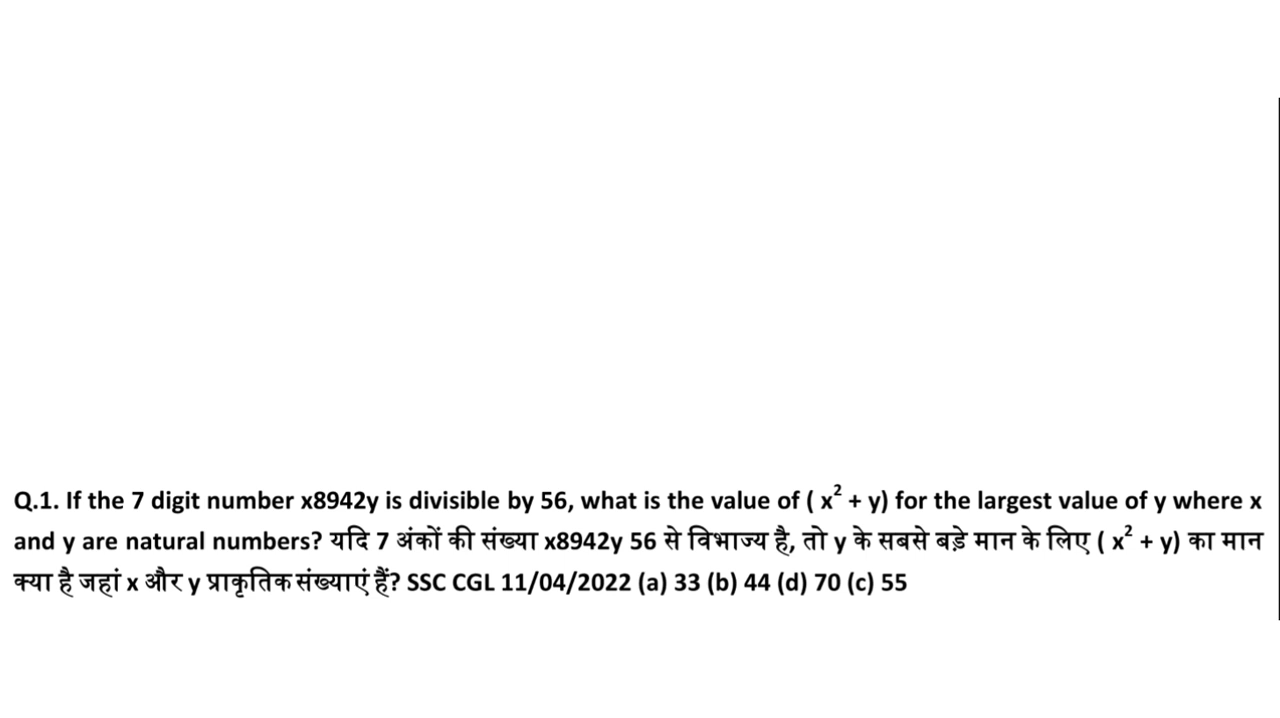 Q.1. If the 7 digit number x8942y is divisible by 56, what is the value of ( x² + y) for the largest value of y where x
and y are natural numbers? यदि 7 अंकों की संख्या x8942y 56 से विभाज्य है, तो y के सबसे बड़े मान के लिए ( x² + y) का मान
क्या है जहां x और y प्राकृतिक संख्याएं हैं? SSC CGL 11/04/2022 (a) 33 (b) 44 (d) 70 (c) 55